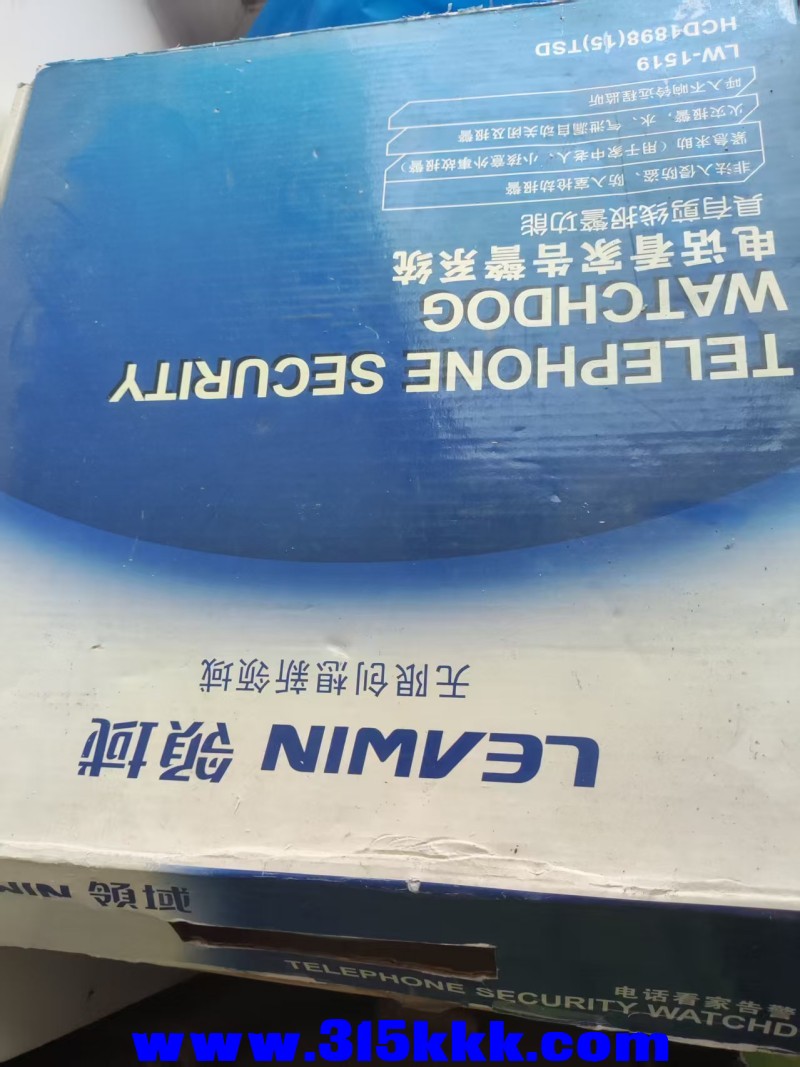 LEAWIN 领域
无限创想新领域
TELEPHONE SECURITY
WATCHDOG
电话看家告警系统
具有剪线报警功能
非法入侵防盗、防入室抢劫报警
紧急求助（用于家中老人、小孩意外事故报警）
火灾报警，水、气泄漏自动关闭及报警
呼入不响铃远程监听
LW-1519
HCD1898(15)TSD
WIN 领域
TELEPHONE SECURITY WATCHD
电话看家告警
www.315kkk.com